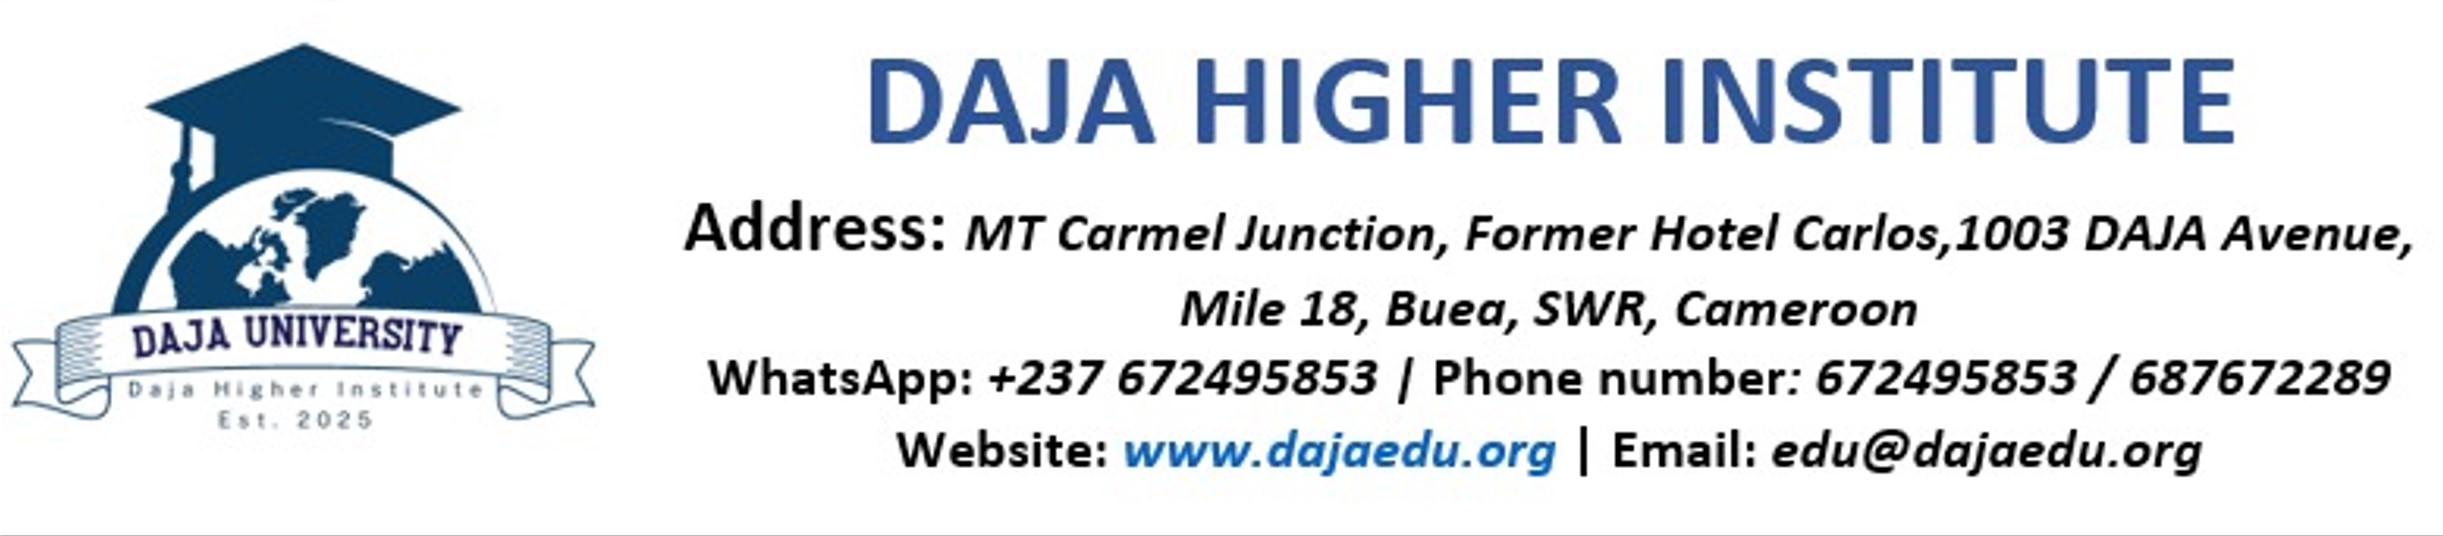 DAJA UNIVERSITY
Daja Higher Institute
Est. 2025
DAJA HIGHER INSTITUTE
Address: MT Carmel Junction, Former Hotel Carlos,1003 DAJA Avenue,
Mile 18, Buea, SWR, Cameroon
WhatsApp: +237 672495853 | Phone number: 672495853 / 687672289
Website: www.dajaedu.org | Email: edu@dajaedu.org